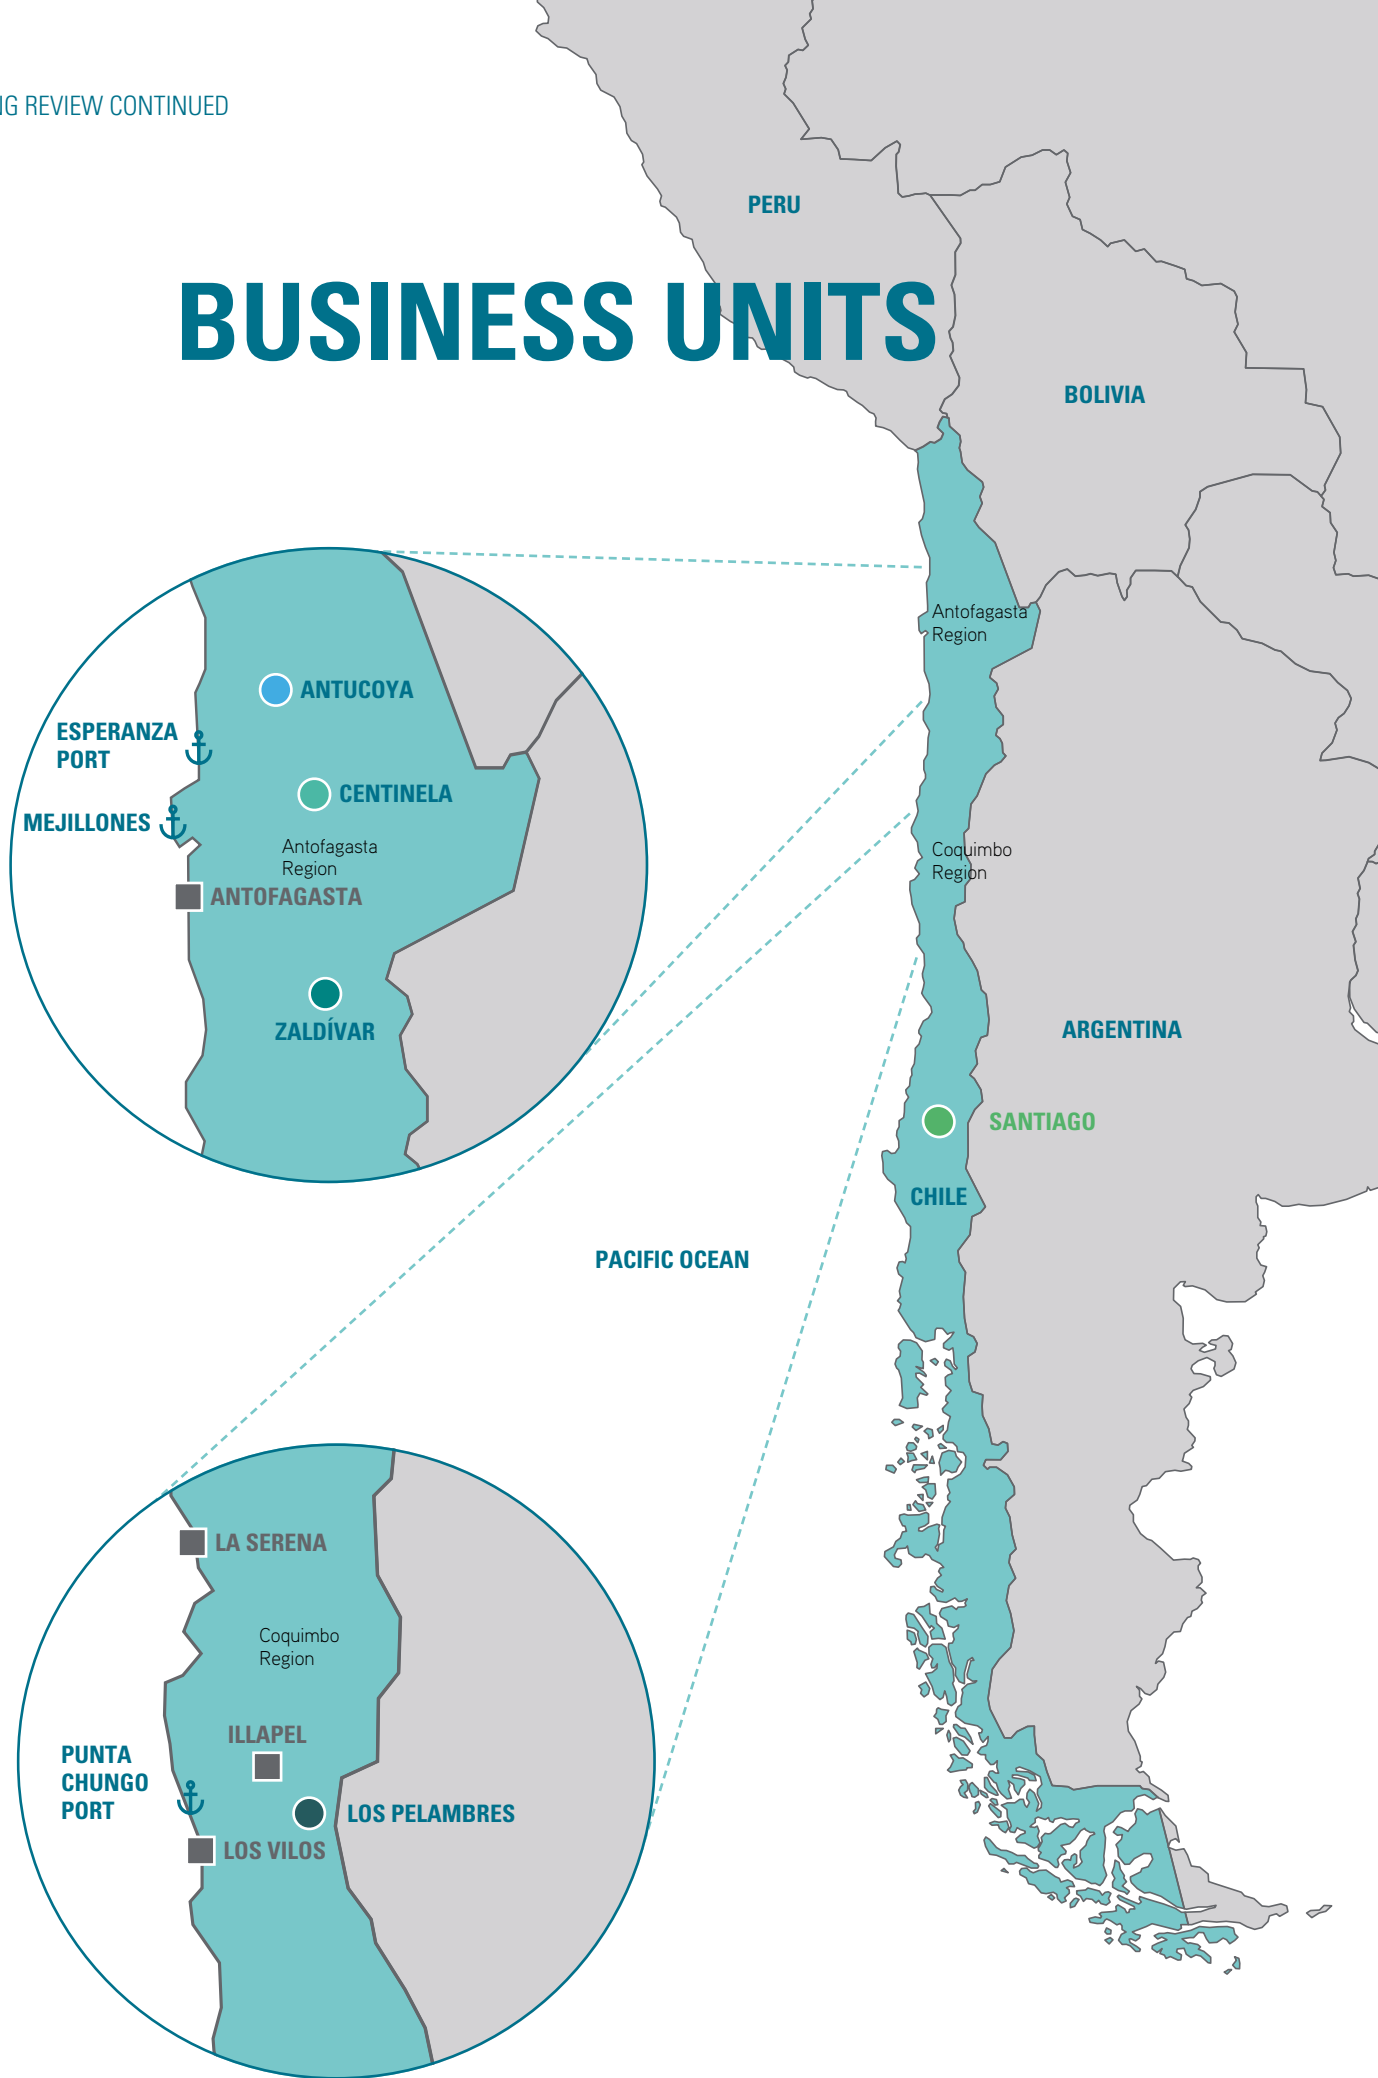 NG REVIEW CONTINUED
PERU
BUSINESS UNITS
BOLIVIA
Antofagasta
Region
ANTUCOYA
ESPERANZA
PORT
CENTINELA
MEJILLONES
Antofagasta
Region
ANTOFAGASTA
ZALDÍVAR
Coquimbo
Region
ARGENTINA
SANTIAGO
CHILE
PACIFIC OCEAN
LA SERENA
Coquimbo
Region
ILLAPEL
PUNTA
CHUNGO
PORT
LOS PELAMBRES
LOS VILOS